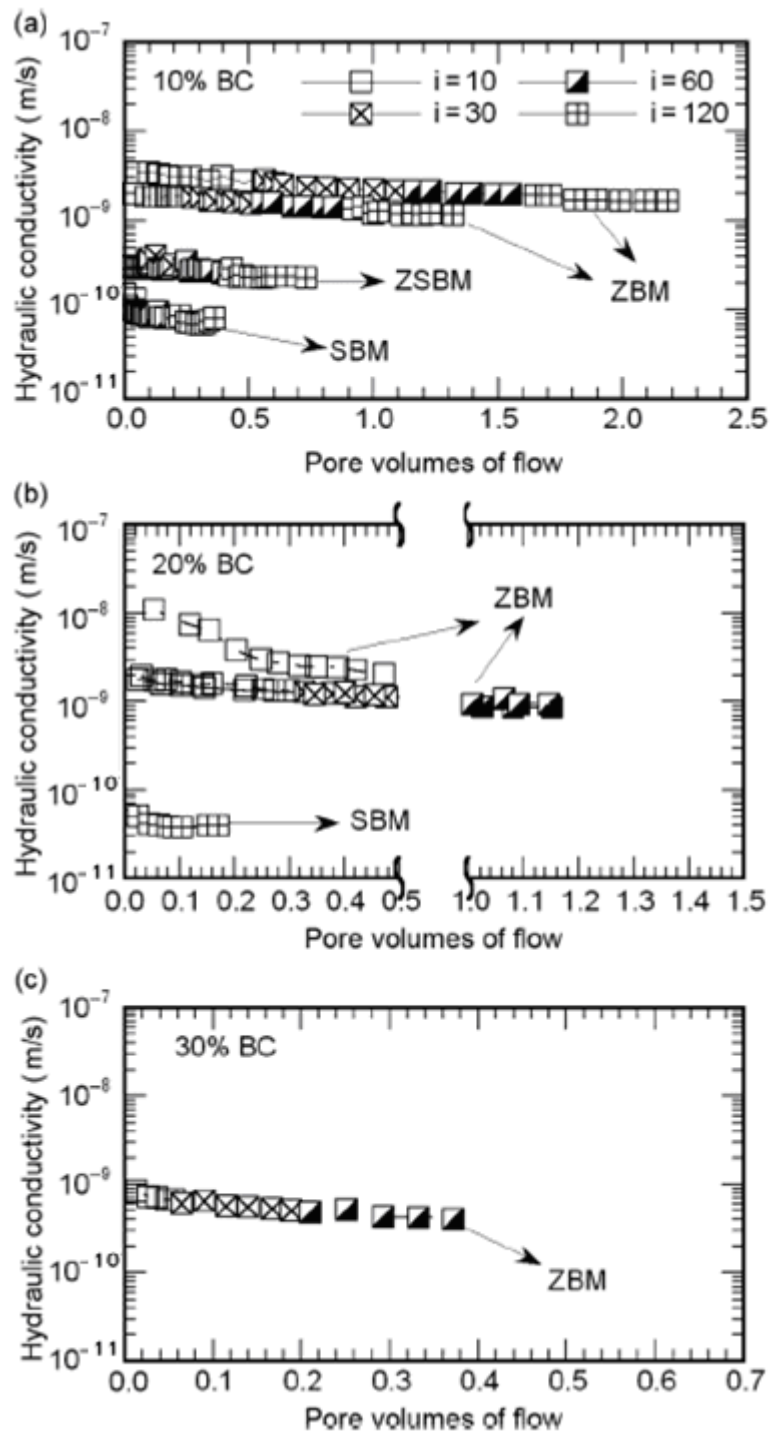 (a)
10⁻⁷
10% BC
i = 10
i = 60
i = 30
i = 120
10⁻⁸
10⁻⁹
ZSBM
ZBM
10⁻¹⁰
SBM
10⁻¹¹
Hydraulic conductivity (m/s)
0.0 0.5 1.0 1.5 2.0 2.5
Pore volumes of flow
(b)
10⁻⁷
20% BC
10⁻⁸
ZBM
10⁻⁹
10⁻¹⁰
SBM
10⁻¹¹
Hydraulic conductivity (m/s)
0.0 0.1 0.2 0.3 0.4 0.5 1.0 1.1 1.2 1.3 1.4 1.5
Pore volumes of flow
(c)
10⁻⁷
30% BC
10⁻⁸
10⁻⁹
10⁻¹⁰
ZBM
10⁻¹¹
Hydraulic conductivity (m/s)
0.0 0.1 0.2 0.3 0.4 0.5 0.6 0.7
Pore volumes of flow